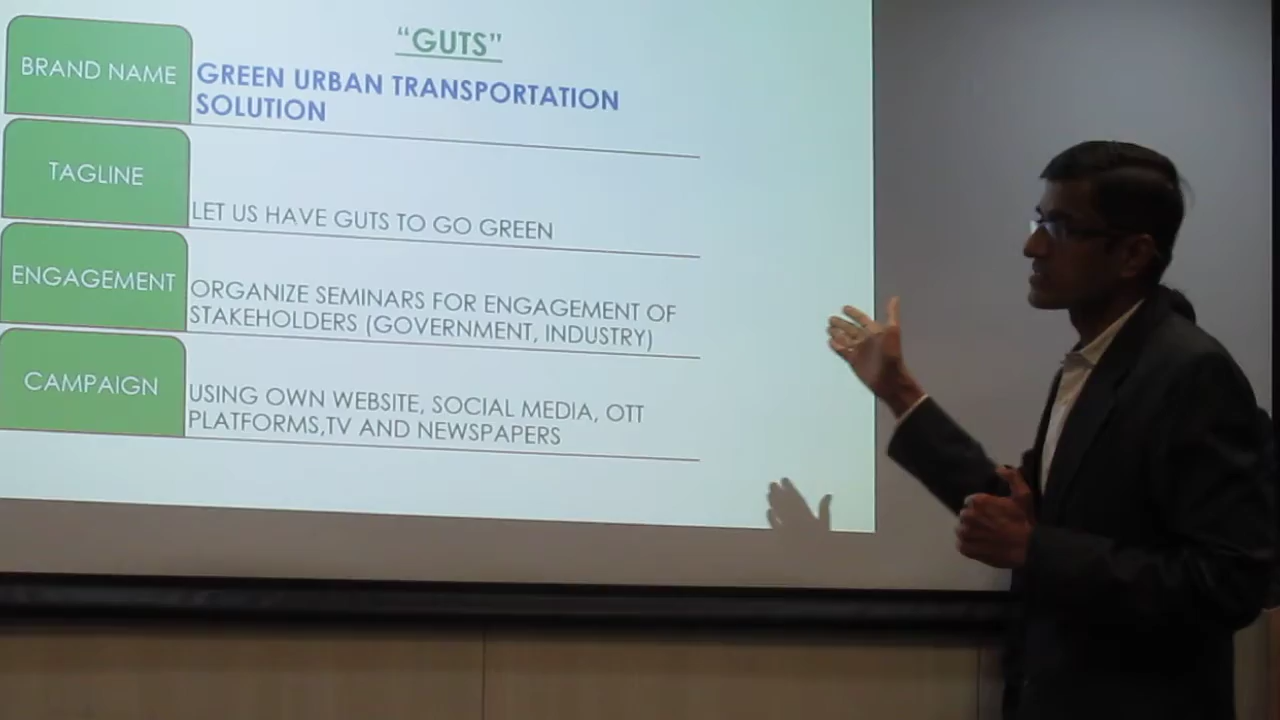 “GUTS”
BRAND NAME
GREEN URBAN TRANSPORTATION
SOLUTION
TAGLINE
LET US HAVE GUTS TO GO GREEN
ENGAGEMENT
ORGANIZE SEMINARS FOR ENGAGEMENT OF
STAKEHOLDERS (GOVERNMENT, INDUSTRY)
CAMPAIGN
USING OWN WEBSITE, SOCIAL MEDIA, OTT
PLATFORMS,TV AND NEWSPAPERS